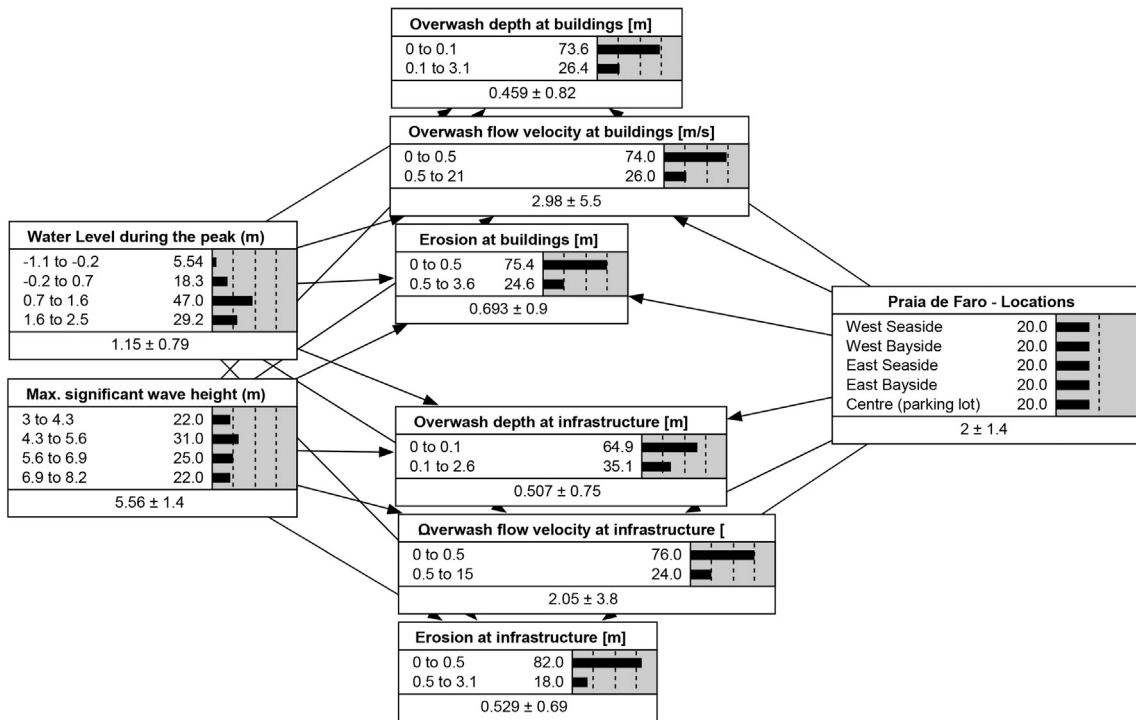 Overwash depth at buildings [m]
0 to 0.1 73.6
0.1 to 3.1 26.4
0.459 ± 0.82
Overwash flow velocity at buildings [m/s]
0 to 0.5 74.0
0.5 to 21 26.0
2.98 ± 5.5
Water Level during the peak (m)
-1.1 to -0.2 5.54
-0.2 to 0.7 18.3
0.7 to 1.6 47.0
1.6 to 2.5 29.2
1.15 ± 0.79
Erosion at buildings [m]
0 to 0.5 75.4
0.5 to 3.6 24.6
0.693 ± 0.9
Praia de Faro - Locations
West Seaside 20.0
West Bayside 20.0
East Seaside 20.0
East Bayside 20.0
Centre (parking lot) 20.0
2 ± 1.4
Max. significant wave height (m)
3 to 4.3 22.0
4.3 to 5.6 31.0
5.6 to 6.9 25.0
6.9 to 8.2 22.0
5.56 ± 1.4
Overwash depth at infrastructure [m]
0 to 0.1 64.9
0.1 to 2.6 35.1
0.507 ± 0.75
Overwash flow velocity at infrastructure [
0 to 0.5 76.0
0.5 to 15 24.0
2.05 ± 3.8
Erosion at infrastructure [m]
0 to 0.5 82.0
0.5 to 3.1 18.0
0.529 ± 0.69